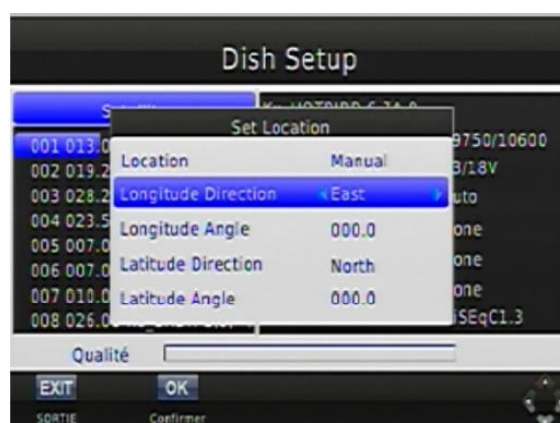 Dish Setup
Set Location
Location Manual
Longitude Direction East
Longitude Angle 000.0
Latitude Direction North
Latitude Angle 000.0
001 013.0
002 019.2
003 028.2
004 023.5
005 007.0
006 007.0
007 010.0
008 026.0
9750/10600
3/18V
uto
one
one
one
iSEqC1.3
Qualité
EXIT OK
SORTIE Confirmer